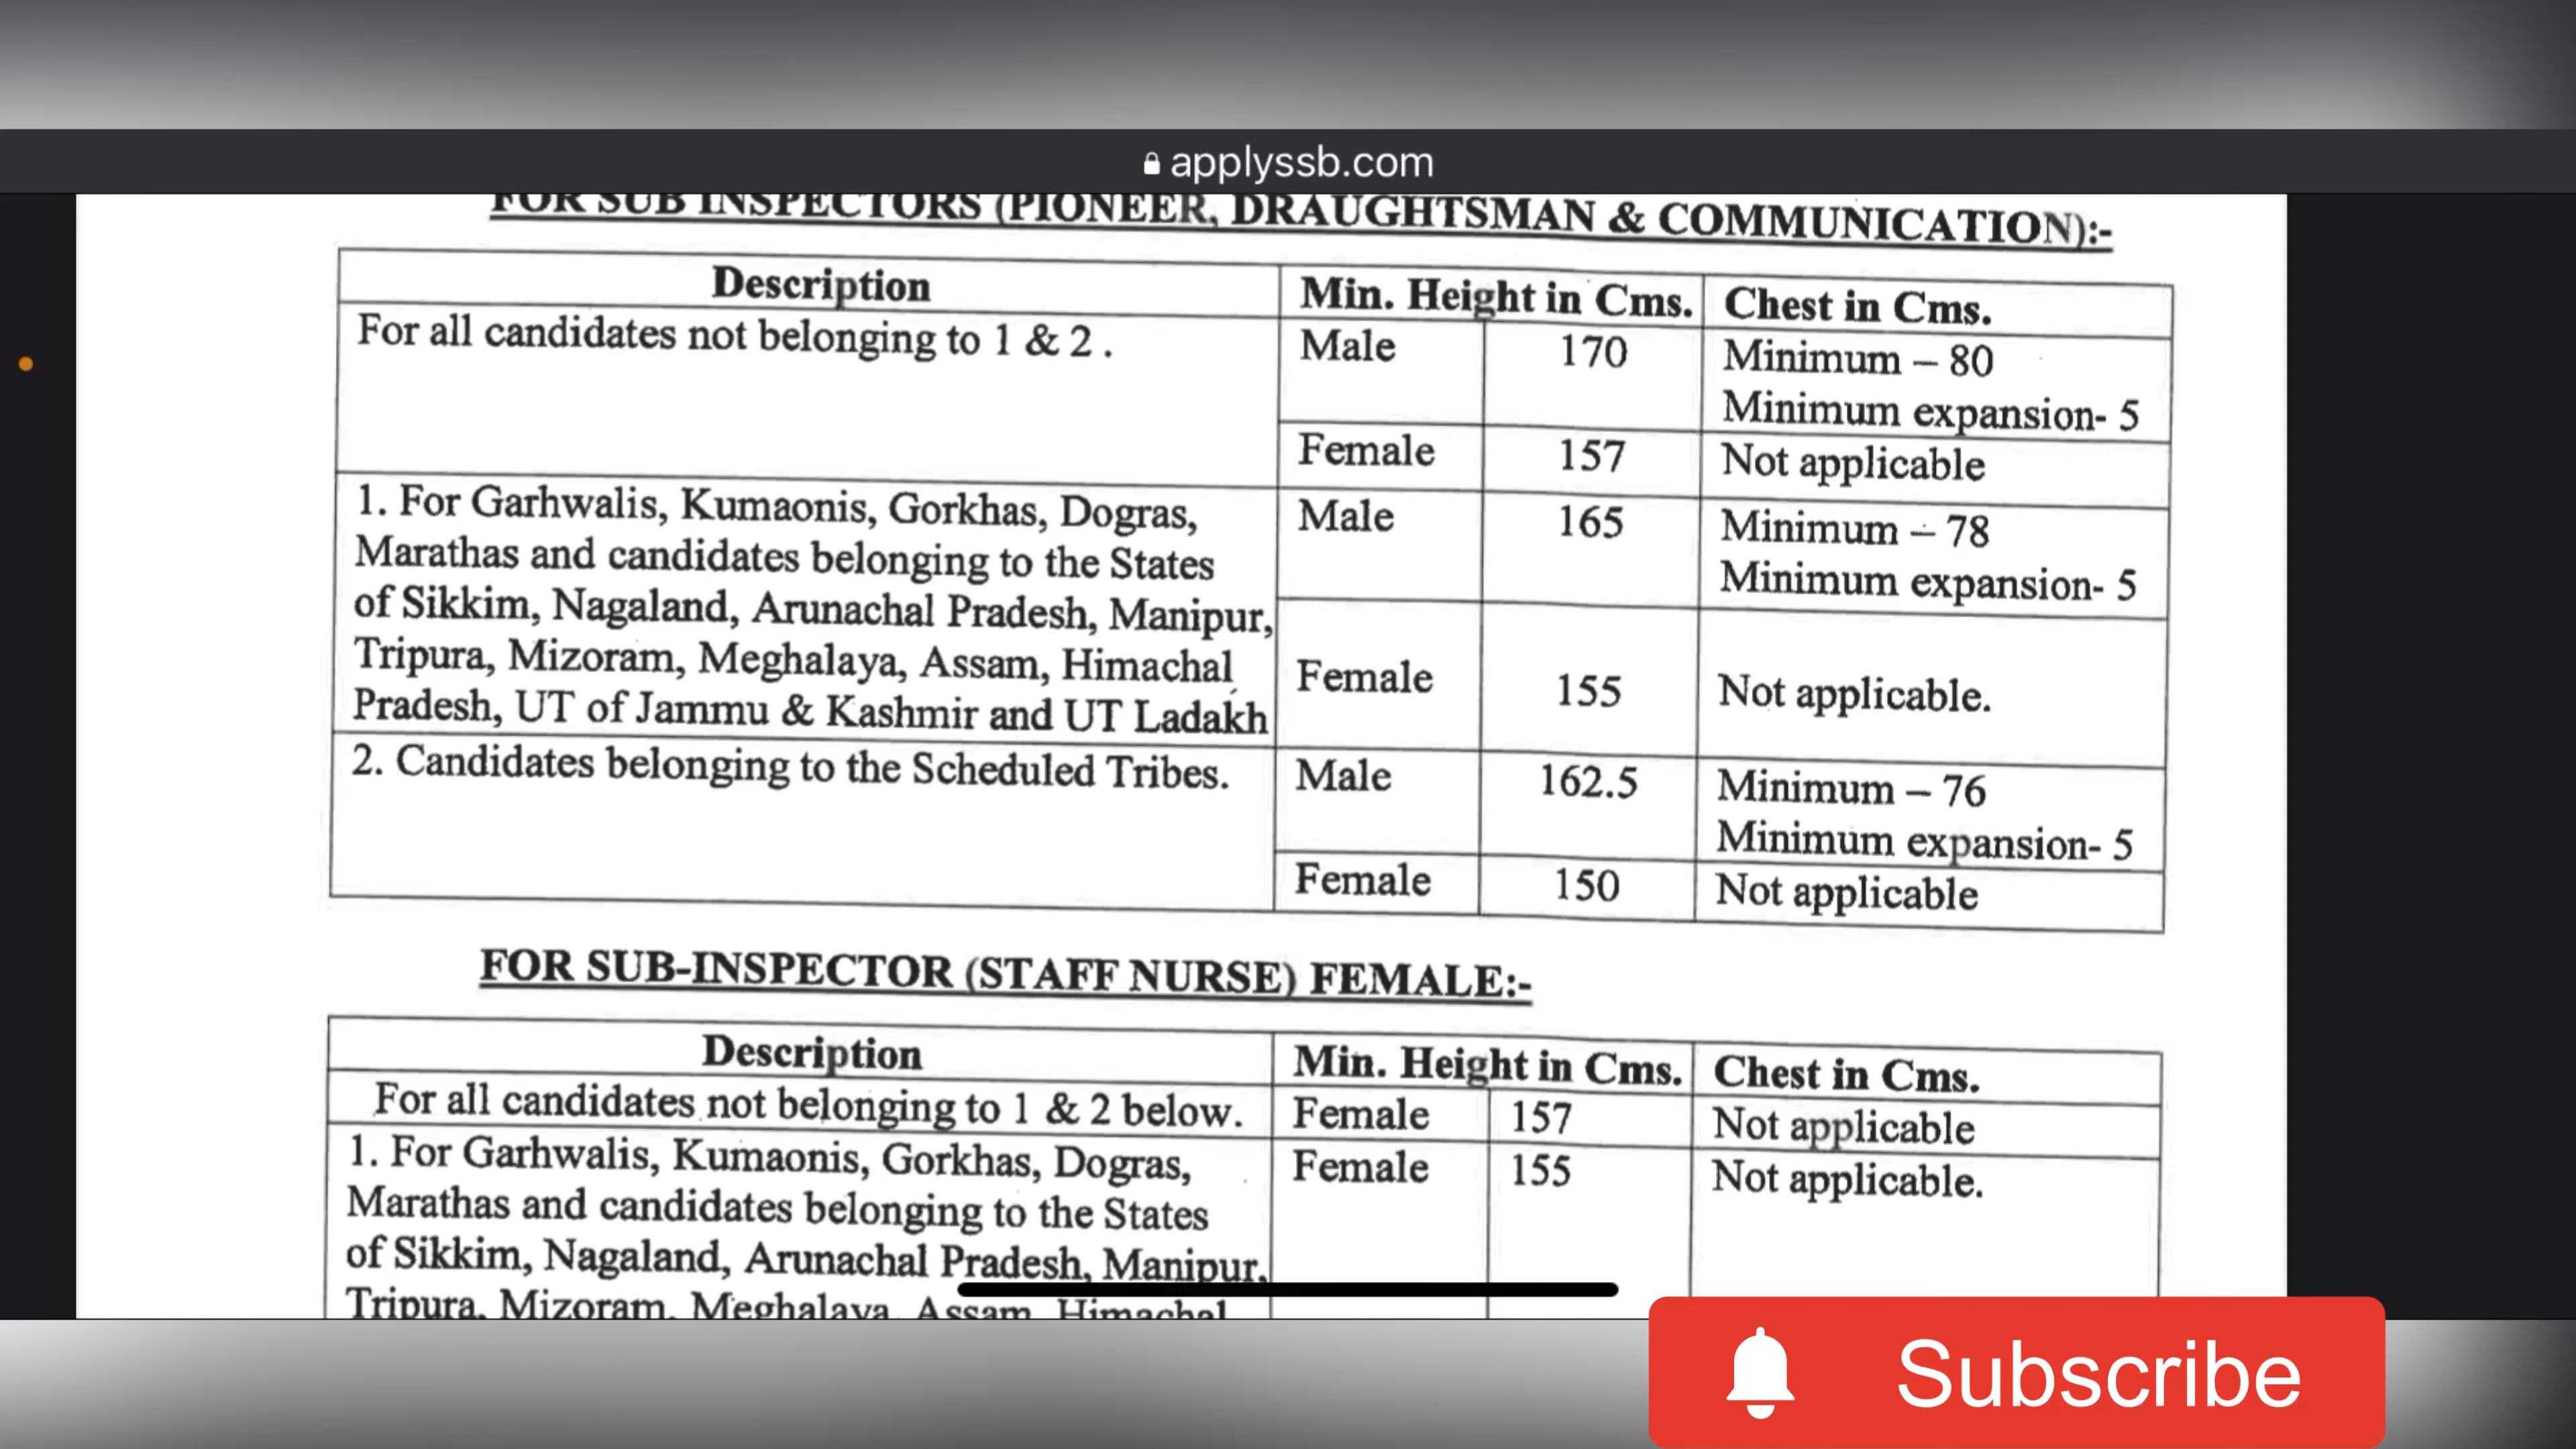 applyssb.com
FOR SUB INSPECTORS (PIONEER, DRAUGHTSMAN & COMMUNICATION):-
Description Min. Height in Cms. Chest in Cms.
For all candidates not belonging to 1 & 2 . Male 170 Minimum – 80
Minimum expansion- 5
Female 157 Not applicable
1. For Garhwalis, Kumaonis, Gorkhas, Dogras, Male 165 Minimum – 78
Marathas and candidates belonging to the States Minimum expansion- 5
of Sikkim, Nagaland, Arunachal Pradesh, Manipur,
Tripura, Mizoram, Meghalaya, Assam, Himachal Female 155 Not applicable.
Pradesh, UT of Jammu & Kashmir and UT Ladakh
2. Candidates belonging to the Scheduled Tribes. Male 162.5 Minimum – 76
Minimum expansion- 5
Female 150 Not applicable
FOR SUB-INSPECTOR (STAFF NURSE) FEMALE:-
Description Min. Height in Cms. Chest in Cms.
For all candidates not belonging to 1 & 2 below. Female 157 Not applicable
1. For Garhwalis, Kumaonis, Gorkhas, Dogras, Female 155 Not applicable.
Marathas and candidates belonging to the States
of Sikkim, Nagaland, Arunachal Pradesh, Manipur,
Tripura, Mizoram, Meghalaya, Assam, Himachal
Subscribe